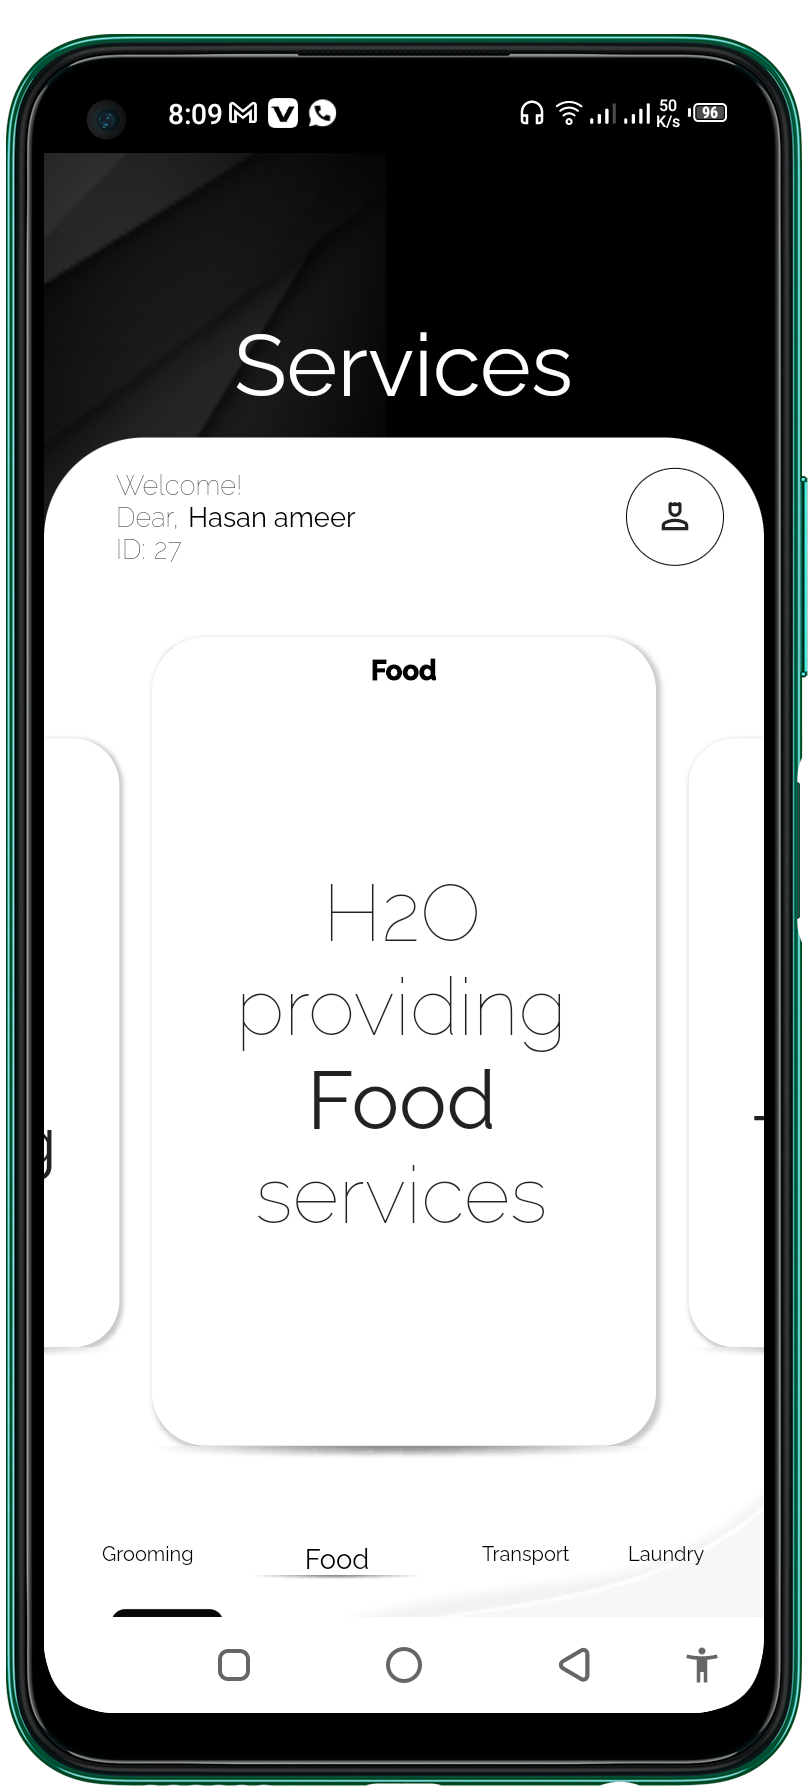 8:09
50
K/s
96
Services
Welcome!
Dear, Hasan ameer
ID: 27
Food
H2O
providing
Food
services
g
Grooming
Food
Transport
Laundry